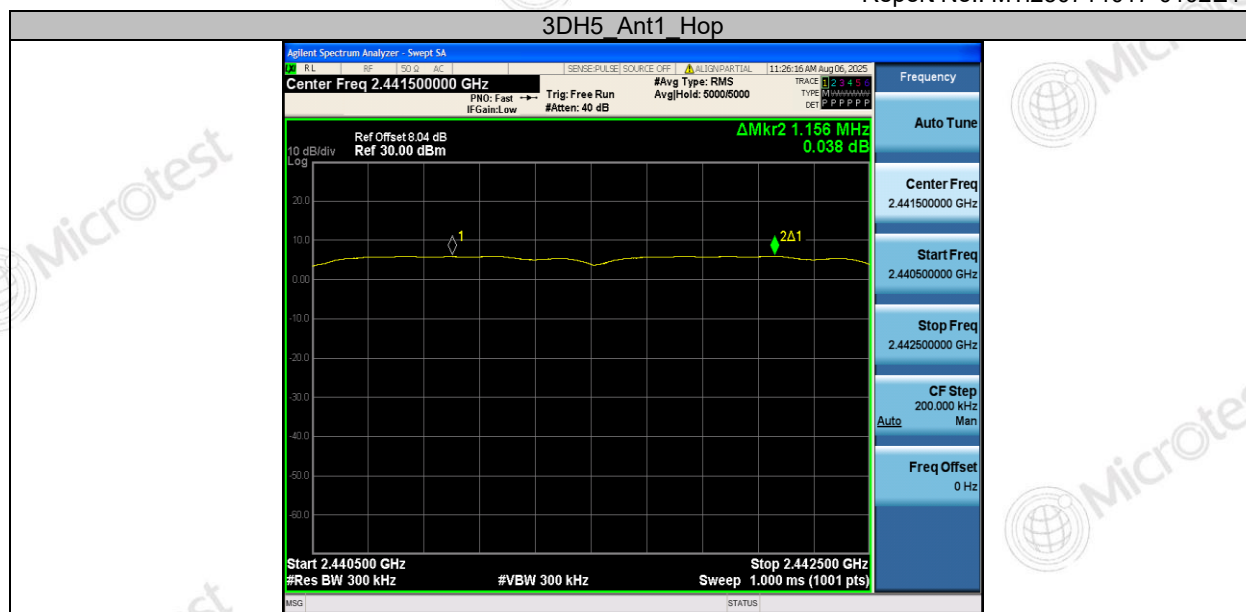 3DH5_Ant1_Hop
Agilent Spectrum Analyzer - Swept SA
RL RF 50 Ω AC SENSE:PULSE SOURCE OFF ALIGNPARTIAL 11:26:16 AM Aug 06, 2025
Center Freq 2.441500000 GHz
PNO: Fast
IFGain:Low
Trig: Free Run
#Atten: 40 dB
#Avg Type: RMS
Avg|Hold: 5000/5000
TRACE 1 2 3 4 5 6
TYPE M
DET P P P P P P
Frequency
Auto Tune
Center Freq
2.441500000 GHz
Start Freq
2.440500000 GHz
Stop Freq
2.442500000 GHz
CF Step
200.000 kHz
Auto Man
Freq Offset
0 Hz
Ref Offset 8.04 dB
10 dB/div Ref 30.00 dBm
Log
ΔMkr2 1.156 MHz
0.038 dB
20.0
10.0
0.00
-10.0
-20.0
-30.0
-40.0
-50.0
-60.0
1
2Δ1
Start 2.440500 GHz Stop 2.442500 GHz
#Res BW 300 kHz #VBW 300 kHz Sweep 1.000 ms (1001 pts)
MSG STATUS
Microtest
Microtest